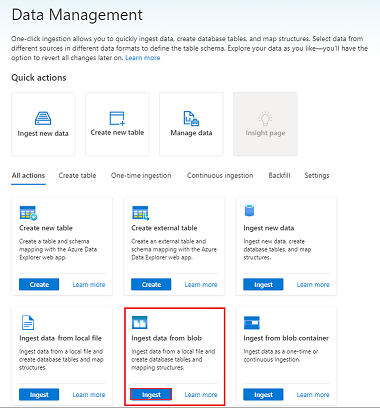 Data Management
One-click ingestion allows you to quickly ingest data, create database tables, and map structures. Select data from
different sources in different data formats to define the table schema. Explore your data as you like—you'll have the
option to revert all changes later on. Learn more
Quick actions
Ingest new data
Create new table
Manage data
Insight page
All actions
Create table
One-time ingestion
Continuous ingestion
Backfill
Settings
Create new table
Create a table and schema
mapping with the Azure Data
Explorer web app.
Create
Learn more
Create external table
Create an external table and
schema mapping with the Azure
Data Explorer web app.
Create
Learn more
Ingest new data
Ingest new data, create
database tables, and map
structures.
Ingest
Learn more
Ingest data from local file
Ingest data from a local file and
create database tables and map
structures.
Ingest
Learn more
Ingest data from blob
Ingest data from a local file and
create database tables and
mapping structures.
Ingest
Learn more
Ingest from blob container
Ingest data as a one-time or
continuous ingestion.
Ingest
Learn more